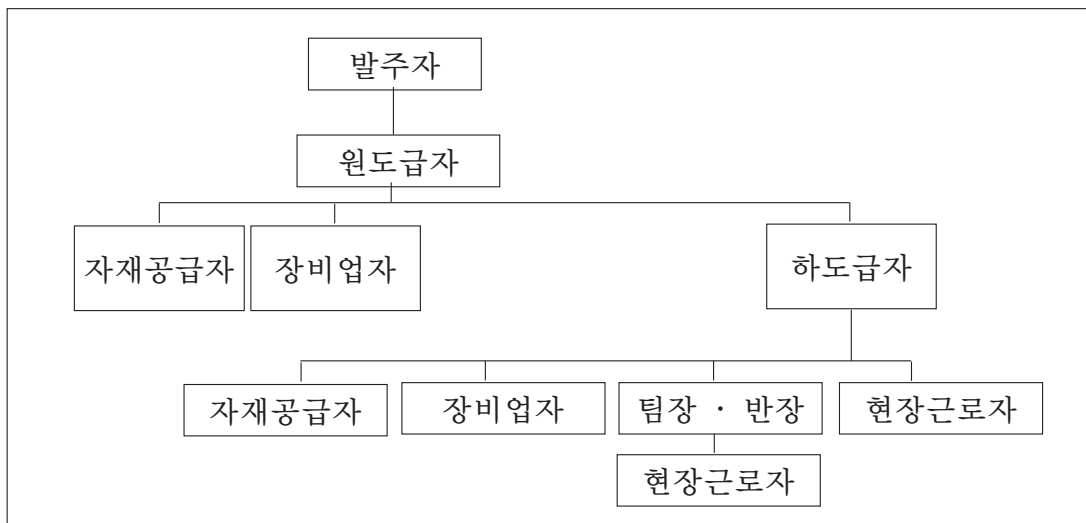 발주자
원도급자
자재공급자
장비업자
하도급자
자재공급자
장비업자
팀장 · 반장
현장근로자
현장근로자